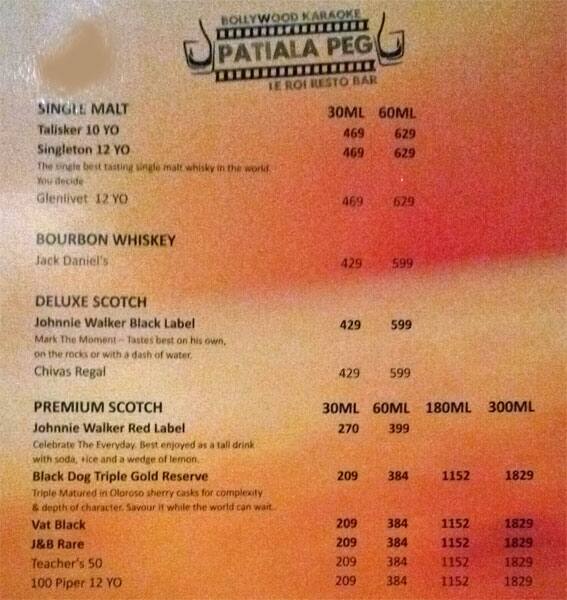 BOLLYWOOD KARAOKE
PATIALA PEG
LE ROI RESTO BAR
SINGLE MALT 30ML 60ML
Talisker 10 YO 469 629
Singleton 12 YO 469 629
The single best tasting single malt whisky in the world.
You decide
Glenlivet 12 YO 469 629
BOURBON WHISKEY
Jack Daniel's 429 599
DELUXE SCOTCH
Johnnie Walker Black Label 429 599
Mark The Moment - Tastes best on his own,
on the rocks or with a dash of water.
Chivas Regal 429 599
PREMIUM SCOTCH 30ML 60ML 180ML 300ML
Johnnie Walker Red Label 270 399
Celebrate The Everyday. Best enjoyed as a tall drink
with soda, +ice and a wedge of lemon.
Black Dog Triple Gold Reserve 209 384 1152 1829
Triple Matured in Oloroso sherry casks for complexity
& depth of character. Savour it while the world can wait..
Vat Black 209 384 1152 1829
J&B Rare 209 384 1152 1829
Teacher's 50 209 384 1152 1829
100 Piper 12 YO 209 384 1152 1829